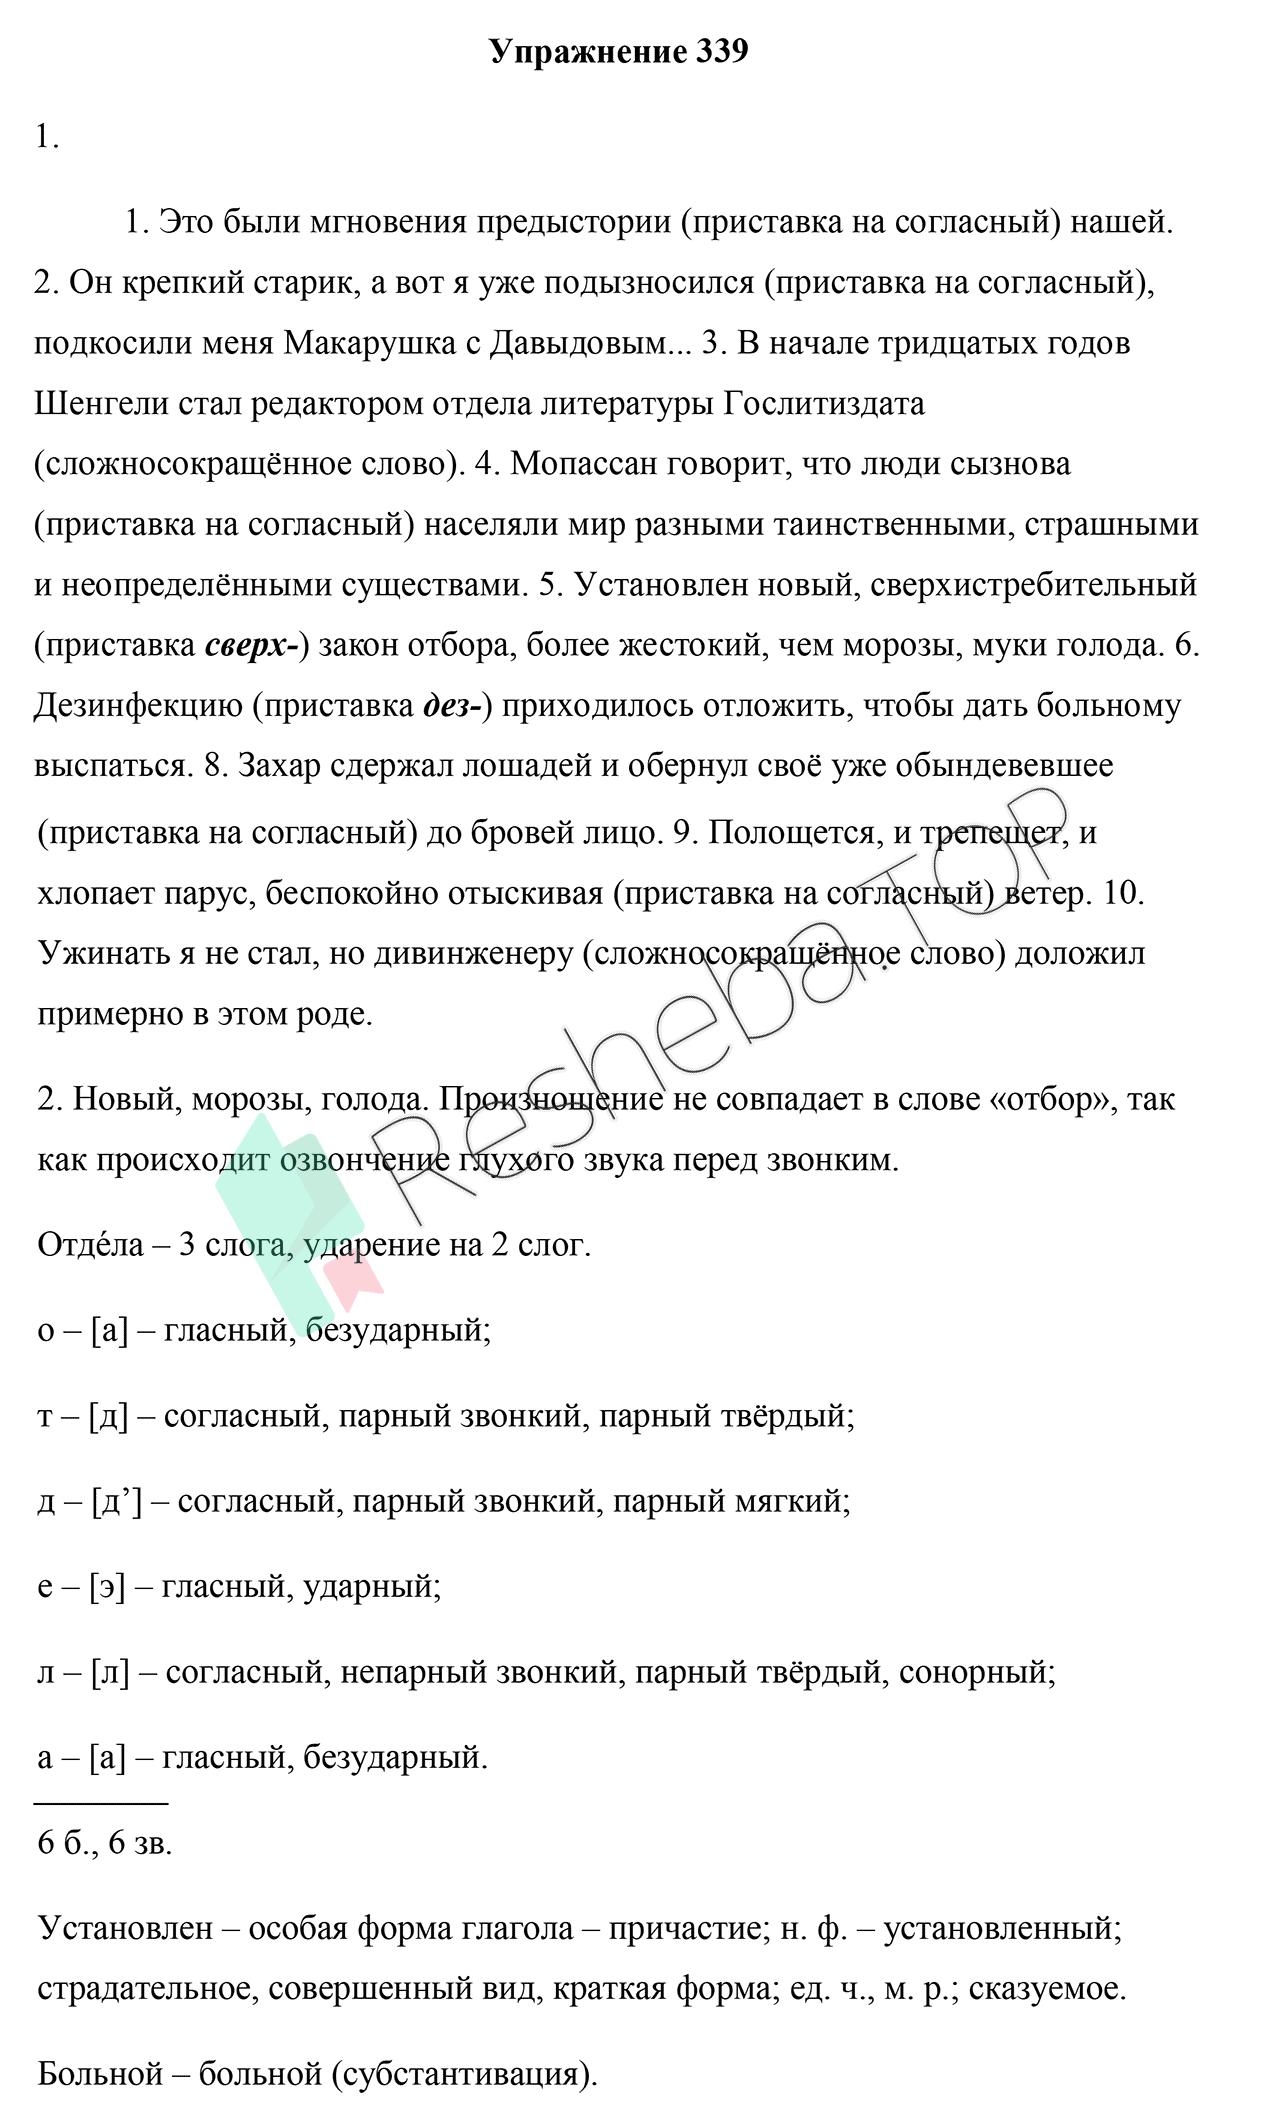 Упражнение 339
1.
1. Это были мгновения предыстории (приставка на согласный) нашей.
2. Он крепкий старик, а вот я уже подызносился (приставка на согласный),
подкосили меня Макарушка с Давыдовым... 3. В начале тридцатых годов
Шенгели стал редактором отдела литературы Гослитиздата
(сложносокращённое слово). 4. Мопассан говорит, что люди сызнова
(приставка на согласный) населяли мир разными таинственными, страшными
и неопределёнными существами. 5. Установлен новый, сверхистребительный
(приставка сверх-) закон отбора, более жестокий, чем морозы, муки голода. 6.
Дезинфекцию (приставка дез-) приходилось отложить, чтобы дать больному
выспаться. 8. Захар сдержал лошадей и обернул своё уже обындевевшее
(приставка на согласный) до бровей лицо. 9. Полощется, и трепещет, и
хлопает парус, беспокойно отыскивая (приставка на согласный) ветер. 10.
Ужинать я не стал, но дивинженеру (сложносокращённое слово) доложил
примерно в этом роде.
2. Новый, морозы, голода. Произношение не совпадает в слове «отбор», так
как происходит озвончение глухого звука перед звонким.
Отде́ла – 3 слога, ударение на 2 слог.
о – [а] – гласный, безударный;
т – [д] – согласный, парный звонкий, парный твёрдый;
д – [д’] – согласный, парный звонкий, парный мягкий;
е – [э] – гласный, ударный;
л – [л] – согласный, непарный звонкий, парный твёрдый, сонорный;
а – [а] – гласный, безударный.
6 б., 6 зв.
Установлен – особая форма глагола – причастие; н. ф. – установленный;
страдательное, совершенный вид, краткая форма; ед. ч., м. р.; сказуемое.
Больной – больной (субстантивация).
Resheba.TOP